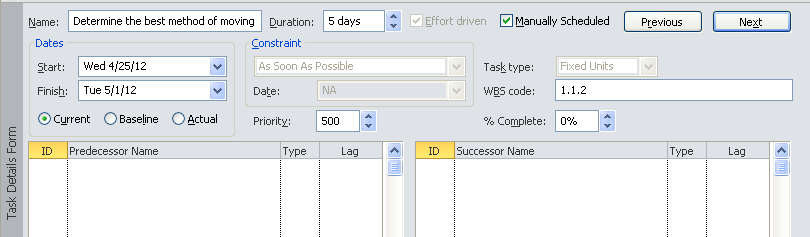 Name: Determine the best method of moving Duration: 5 days Effort driven Manually Scheduled Previous Next
Dates Constraint
Start: Wed 4/25/12 As Soon As Possible Task type: Fixed Units
Finish: Tue 5/1/12 Date: NA WBS code: 1.1.2
Current Baseline Actual Priority: 500 % Complete: 0%
ID Predecessor Name Type Lag ID Successor Name Type Lag
Task Details Form